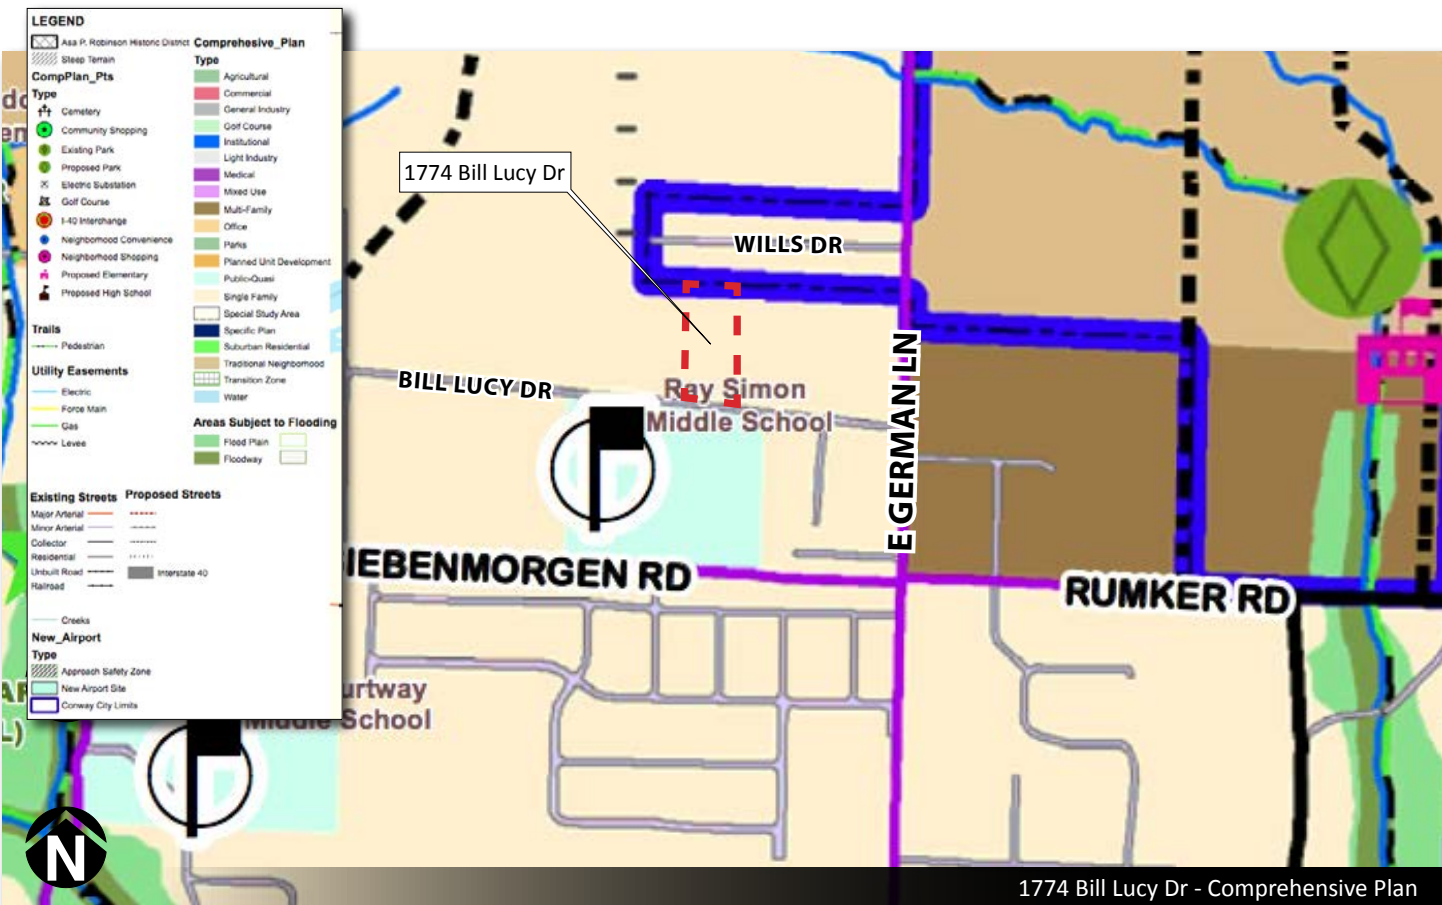 LEGEND
Asa P. Robinson Historic District
Steep Terrain
CompPlan_Pts
Type
Cemetery
Community Shopping
Existing Park
Proposed Park
Electric Substation
Golf Course
I-40 Interchange
Neighborhood Convenience
Neighborhood Shopping
Proposed Elementary
Proposed High School
Trails
Pedestrian
Utility Easements
Electric
Force Main
Gas
Levee
Comprehesive_Plan
Type
Agricultural
Commercial
General Industry
Golf Course
Institutional
Light Industry
Medical
Mixed Use
Multi-Family
Office
Parks
Planned Unit Development
Public-Quasi
Single Family
Special Study Area
Specific Plan
Suburban Residential
Traditional Neighborhood
Transition Zone
Water
Areas Subject to Flooding
Flood Plain
Floodway
Existing Streets Proposed Streets
Major Arterial
Minor Arterial
Collector
Residential
Unbuilt Road
Railroad
Interstate 40
Creeks
New_Airport
Type
Approach Safety Zone
New Airport Site
Conway City Limits
1774 Bill Lucy Dr
WILLS DR
BILL LUCY DR
Ray Simon
Middle School
E GERMAN LN
IEBENMORGEN RD
RUMKER RD
urtway
Middle School
N
1774 Bill Lucy Dr - Comprehensive Plan